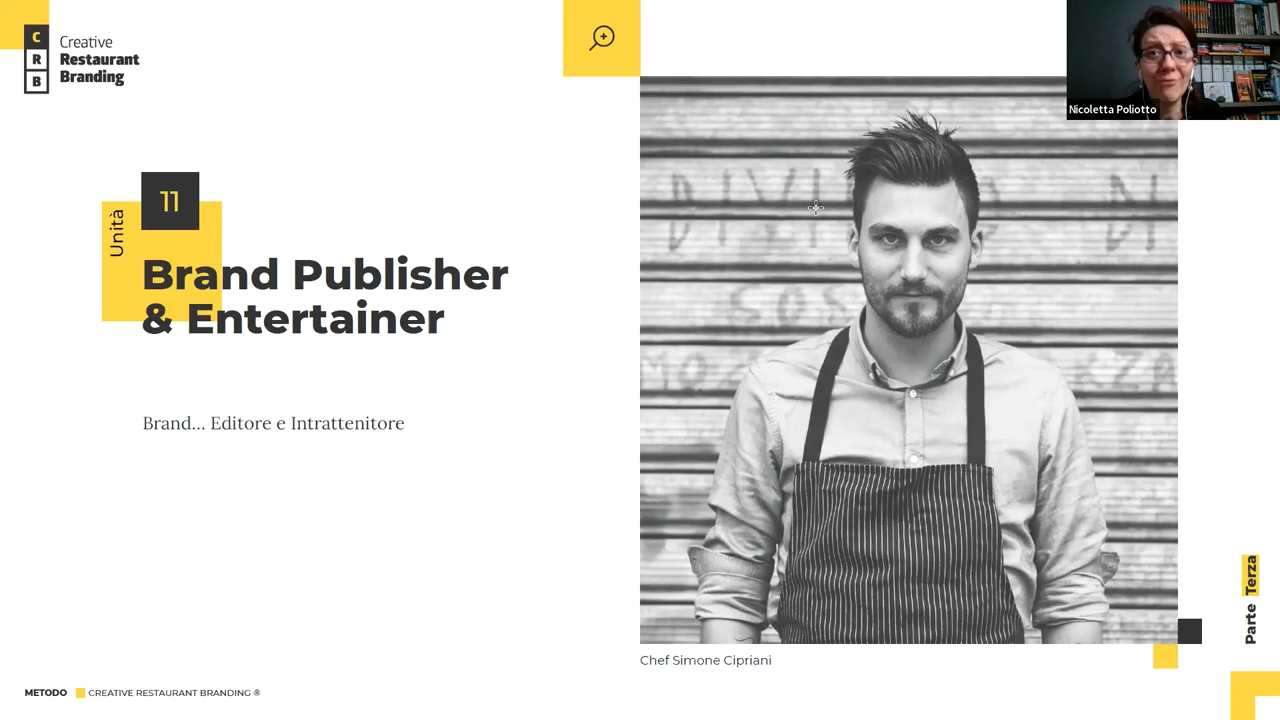 C
R
B
Creative
Restaurant
Branding
Nicoletta Poliotto
11
Unità
Brand Publisher
& Entertainer
Brand... Editore e Intrattenitore
Chef Simone Cipriani
Parte Terza
METODO CREATIVE RESTAURANT BRANDING ®